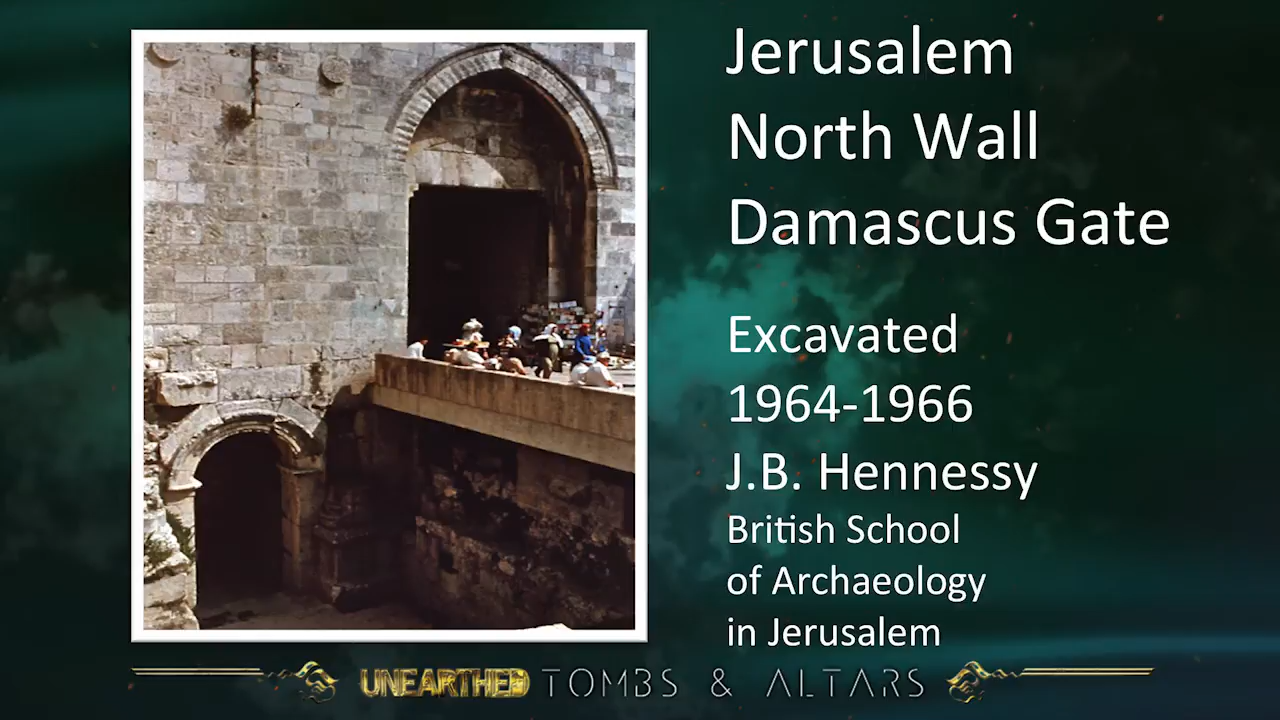 Jerusalem
North Wall
Damascus Gate
Excavated
1964-1966
J.B. Hennessy
British School
of Archaeology
in Jerusalem
UNEARTHED TOMBS & ALTARS